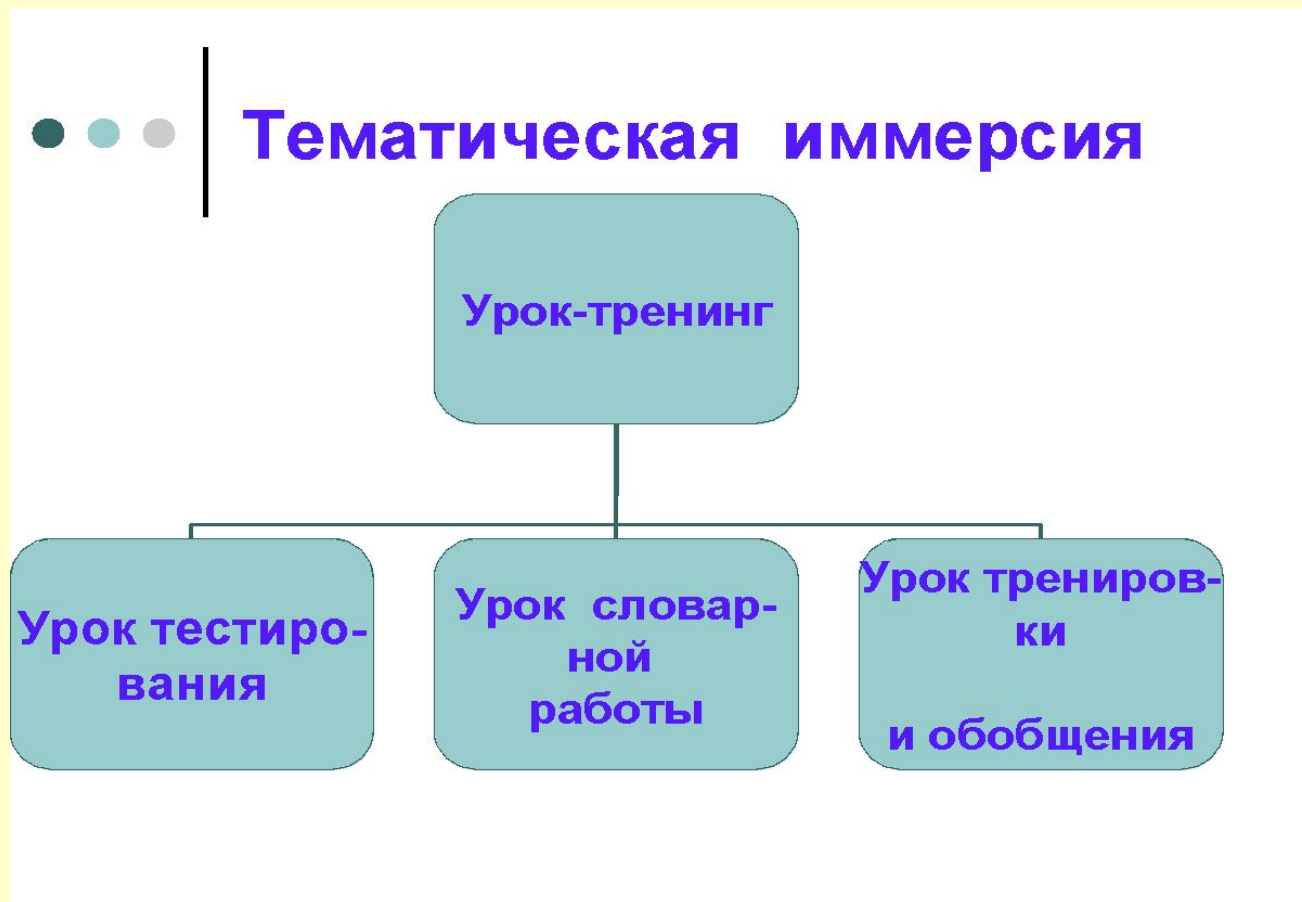 Тематическая иммерсия
Урок-тренинг
Урок тестиро-
вания
Урок словар-
ной
работы
Урок трениров-
ки
и обобщения